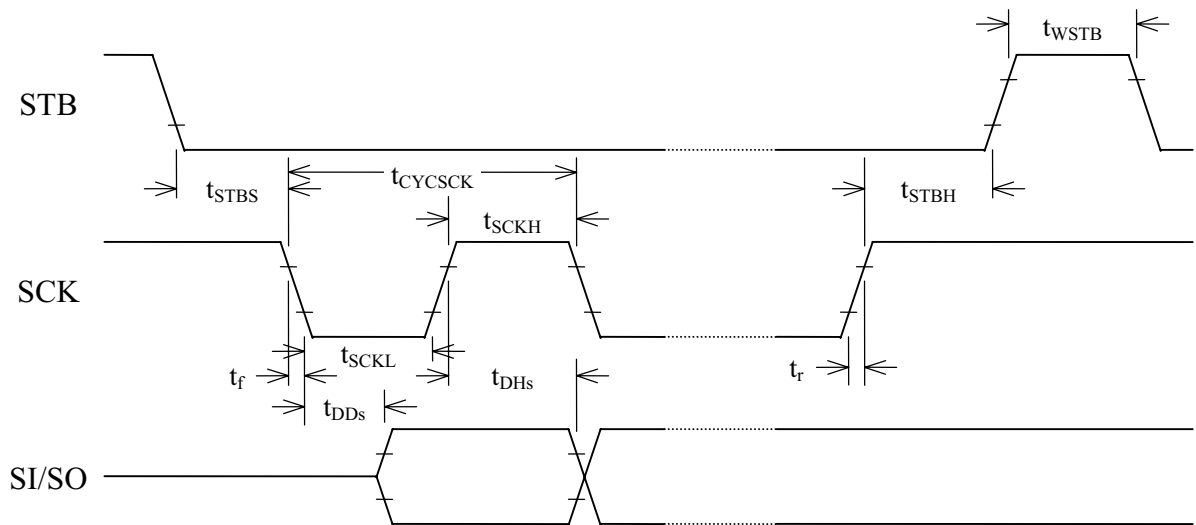 tWSTB
STB
tSTBS
tCYCSCK
tSTBH
tSCKH
SCK
tSCKL
tf
tDHs
tr
tDDs
SI/SO